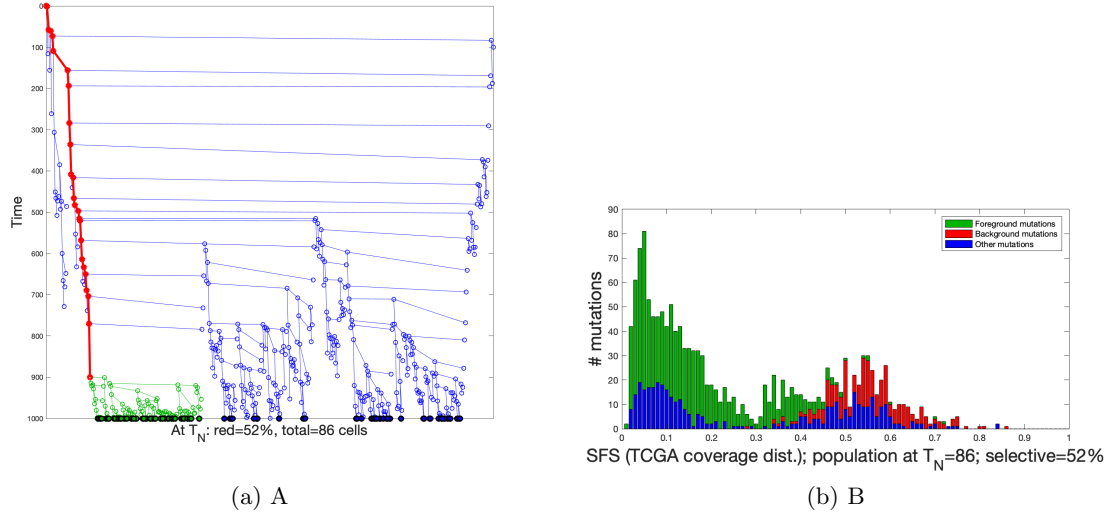 0
100
200
300
400
500
600
700
800
900
1000
Time
At T_N: red=52%, total=86 cells
(a) A
90
80
70
60
50
40
30
20
10
0
# mutations
Foreground mutations
Background mutations
Other mutations
0 0.1 0.2 0.3 0.4 0.5 0.6 0.7 0.8 0.9 1
SFS (TCGA coverage dist.); population at T_N=86; selective=52%
(b) B